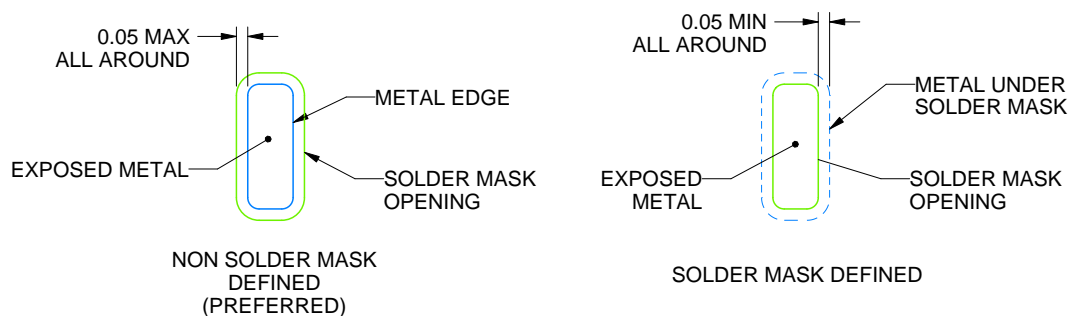 0.05 MAX
ALL AROUND
METAL EDGE
EXPOSED METAL
SOLDER MASK
OPENING
NON SOLDER MASK
DEFINED
(PREFERRED)
0.05 MIN
ALL AROUND
METAL UNDER
SOLDER MASK
EXPOSED
METAL
SOLDER MASK
OPENING
SOLDER MASK DEFINED